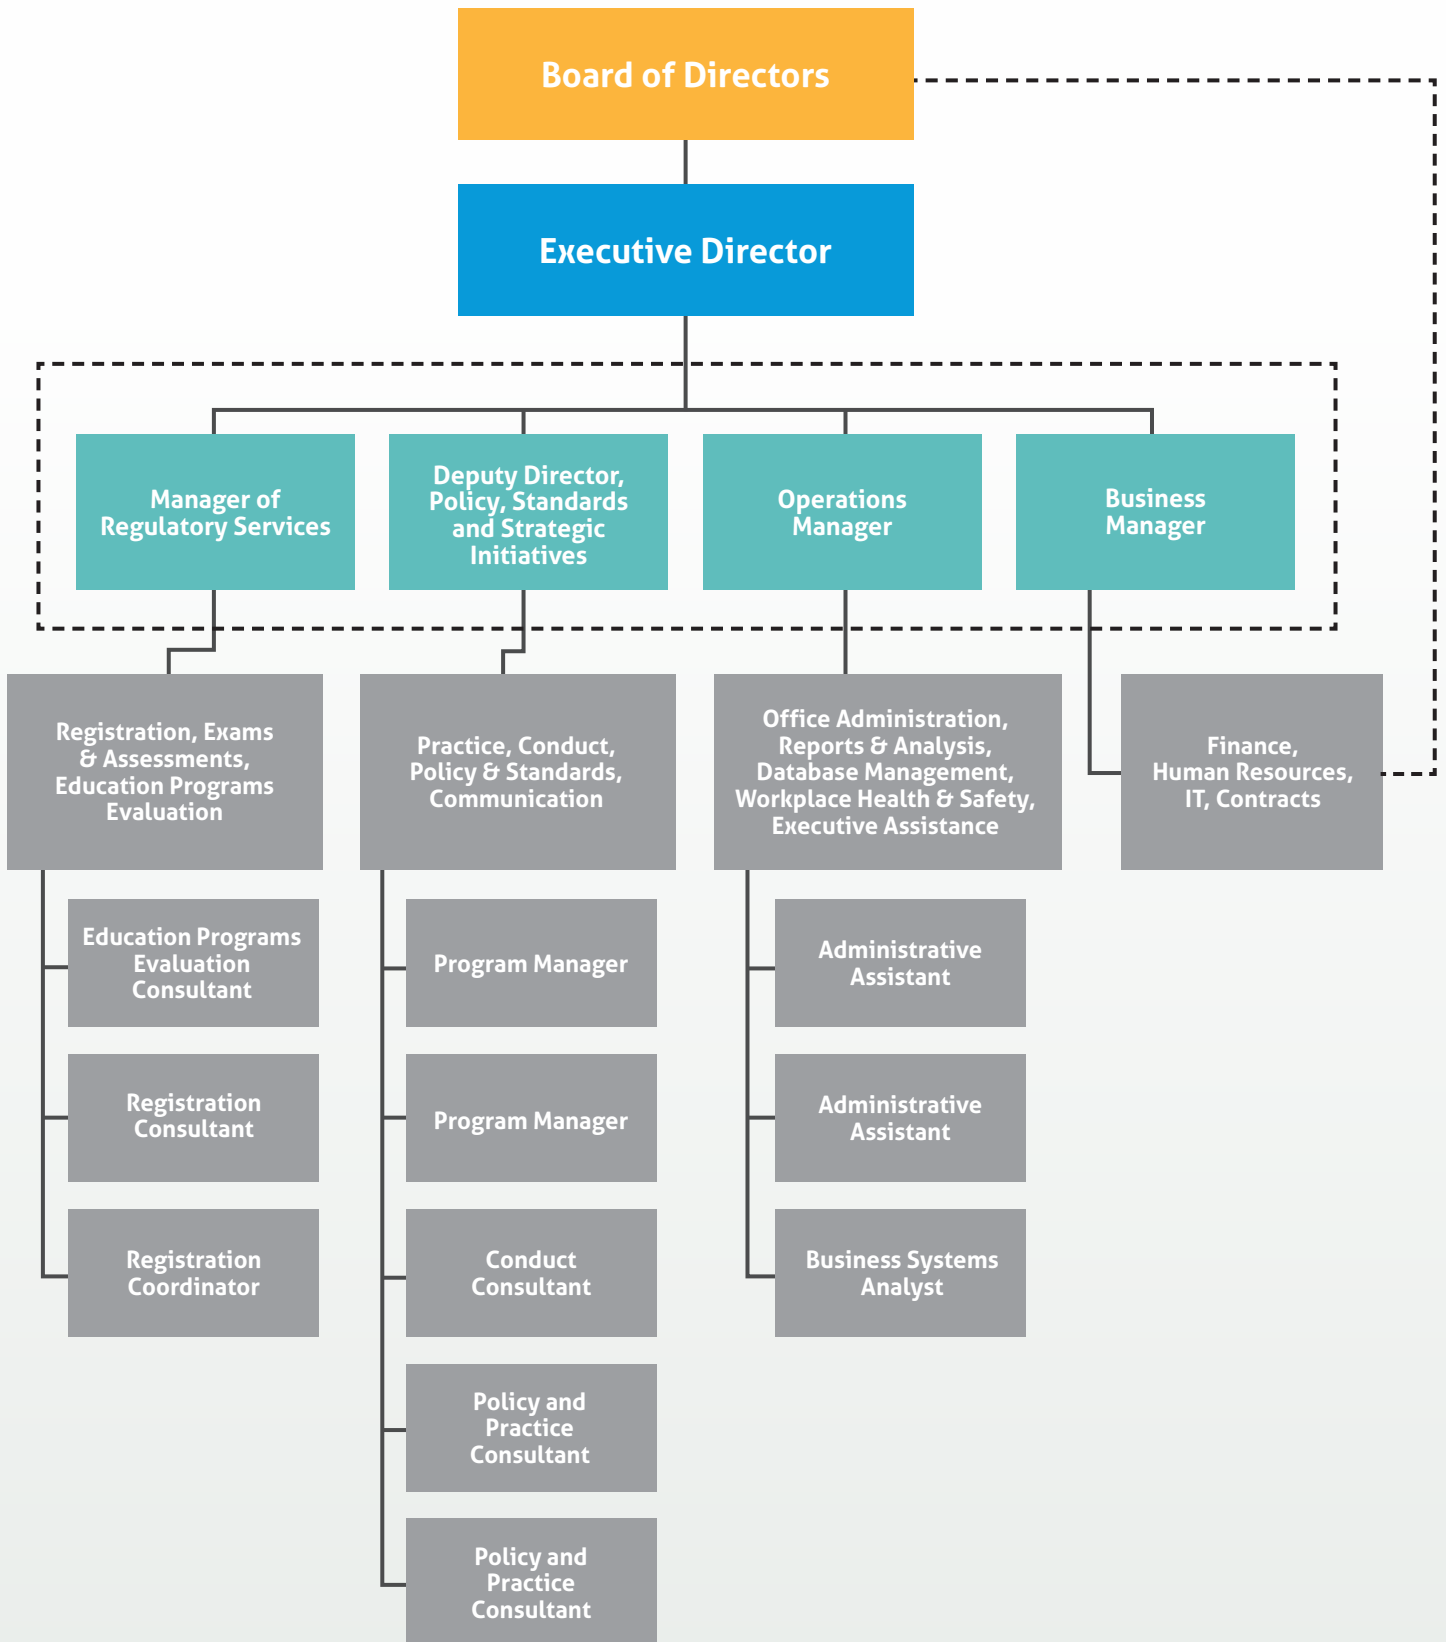 Board of Directors
Executive Director
Manager of
Regulatory Services
Deputy Director,
Policy, Standards
and Strategic
Initiatives
Operations
Manager
Business
Manager
Registration, Exams
& Assessments,
Education Programs
Evaluation
Practice, Conduct,
Policy & Standards,
Communication
Office Administration,
Reports & Analysis,
Database Management,
Workplace Health & Safety,
Executive Assistance
Finance,
Human Resources,
IT, Contracts
Education Programs
Evaluation
Consultant
Registration
Consultant
Registration
Coordinator
Program Manager
Program Manager
Conduct
Consultant
Policy and
Practice
Consultant
Policy and
Practice
Consultant
Administrative
Assistant
Administrative
Assistant
Business Systems
Analyst